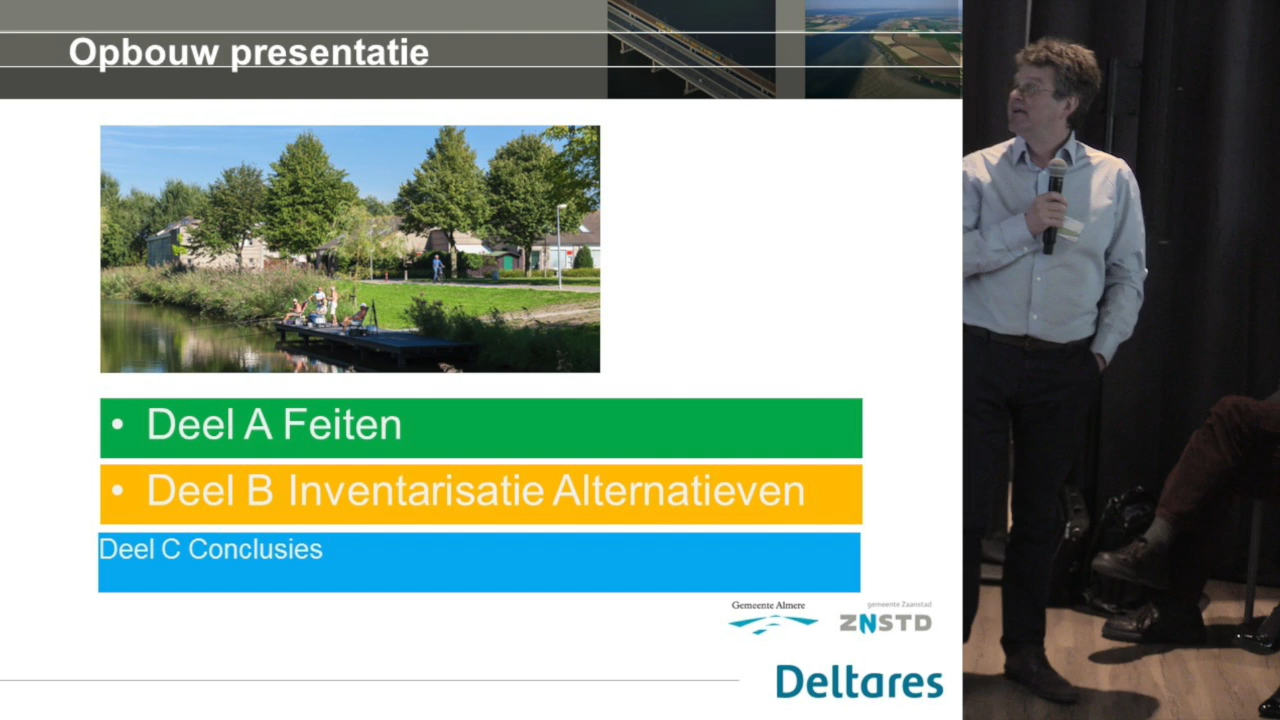 Opbouw presentatie
• Deel A Feiten
• Deel B Inventarisatie Alternatieven
Deel C Conclusies
Gemeente Almere
gemeente Zaanstad
ZNSTD
Deltares